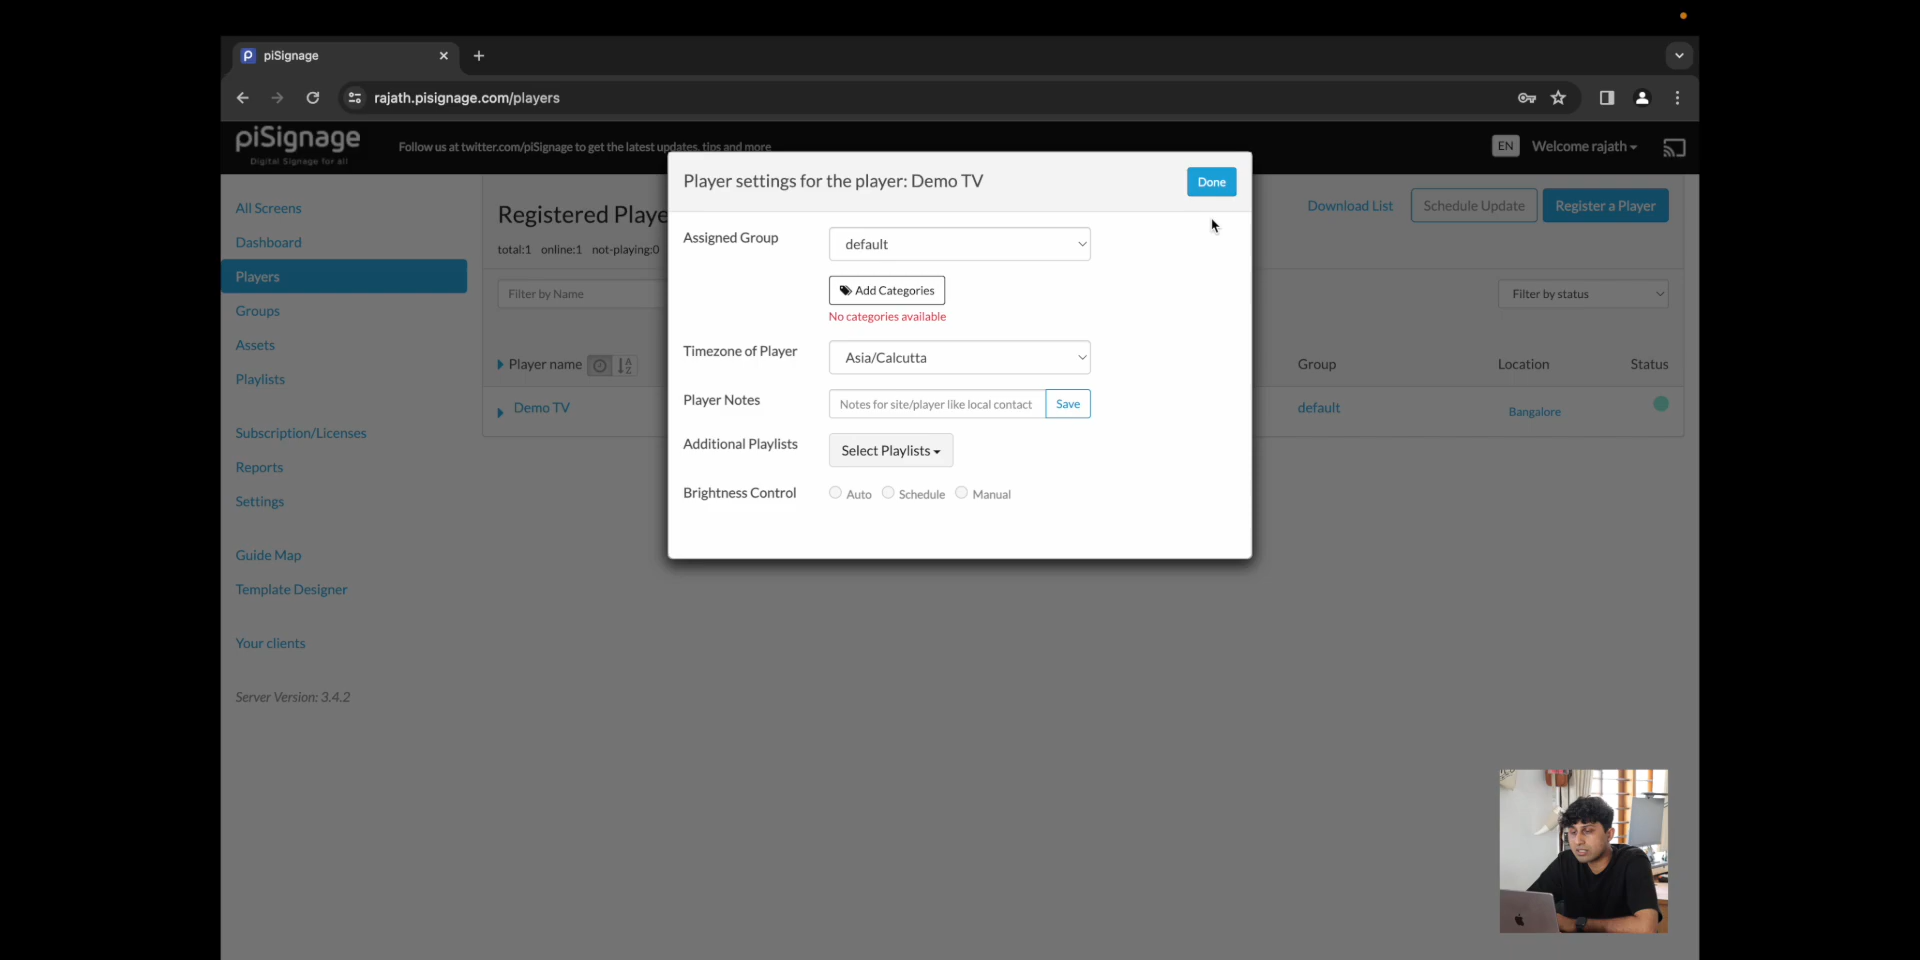 piSignage
rajath.pisignage.com/players
piSignage
Digital Signage for all
Follow us at twitter.com/piSignage to get the latest updates, tips and more
EN
Welcome rajath
All Screens
Dashboard
Players
Groups
Assets
Playlists
Subscription/Licenses
Reports
Settings
Guide Map
Template Designer
Your clients
Server Version: 3.4.2
Registered Playe
total:1 online:1 not-playing:0
Download List
Schedule Update
Register a Player
Filter by Name
Filter by status
Player name
Group
Location
Status
Demo TV
default
Bangalore
Player settings for the player: Demo TV
Done
Assigned Group
default
Add Categories
No categories available
Timezone of Player
Asia/Calcutta
Player Notes
Notes for site/player like local contact
Save
Additional Playlists
Select Playlists
Brightness Control
Auto
Schedule
Manual